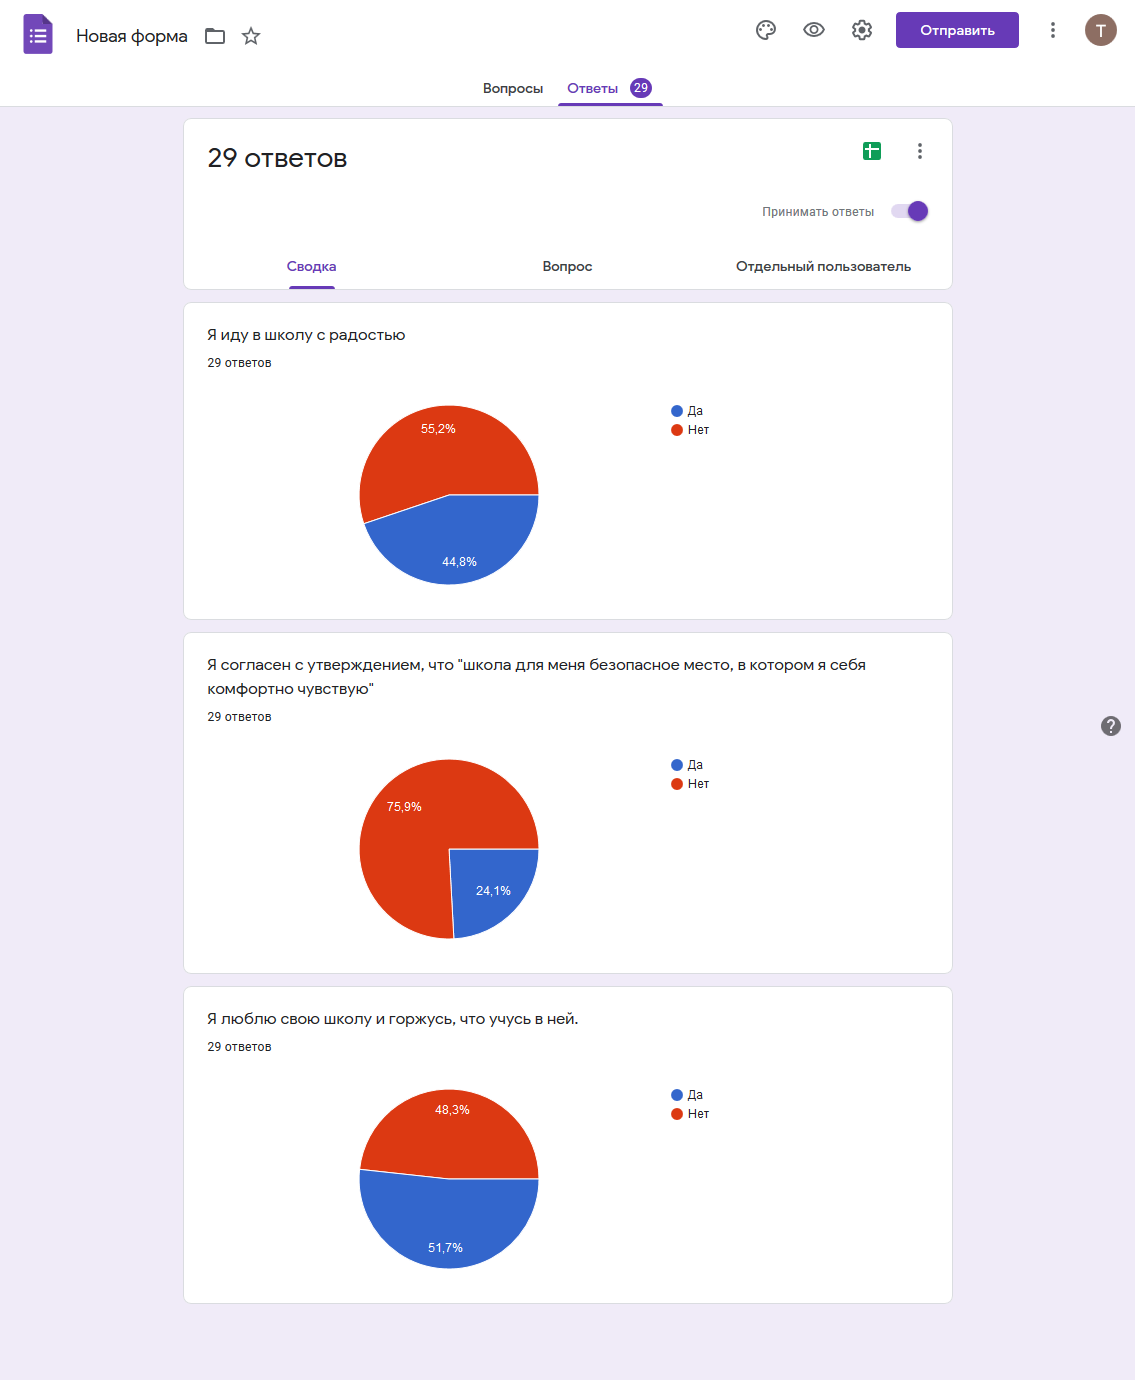 Новая форма
Отправить
T
Вопросы
Ответы 29
29 ответов
Принимать ответы
Сводка
Вопрос
Отдельный пользователь
Я иду в школу с радостью
29 ответов
55,2%
44,8%
Да
Нет
Я согласен с утверждением, что "школа для меня безопасное место, в котором я себя
комфортно чувствую"
29 ответов
75,9%
24,1%
Да
Нет
Я люблю свою школу и горжусь, что учусь в ней.
29 ответов
48,3%
51,7%
Да
Нет